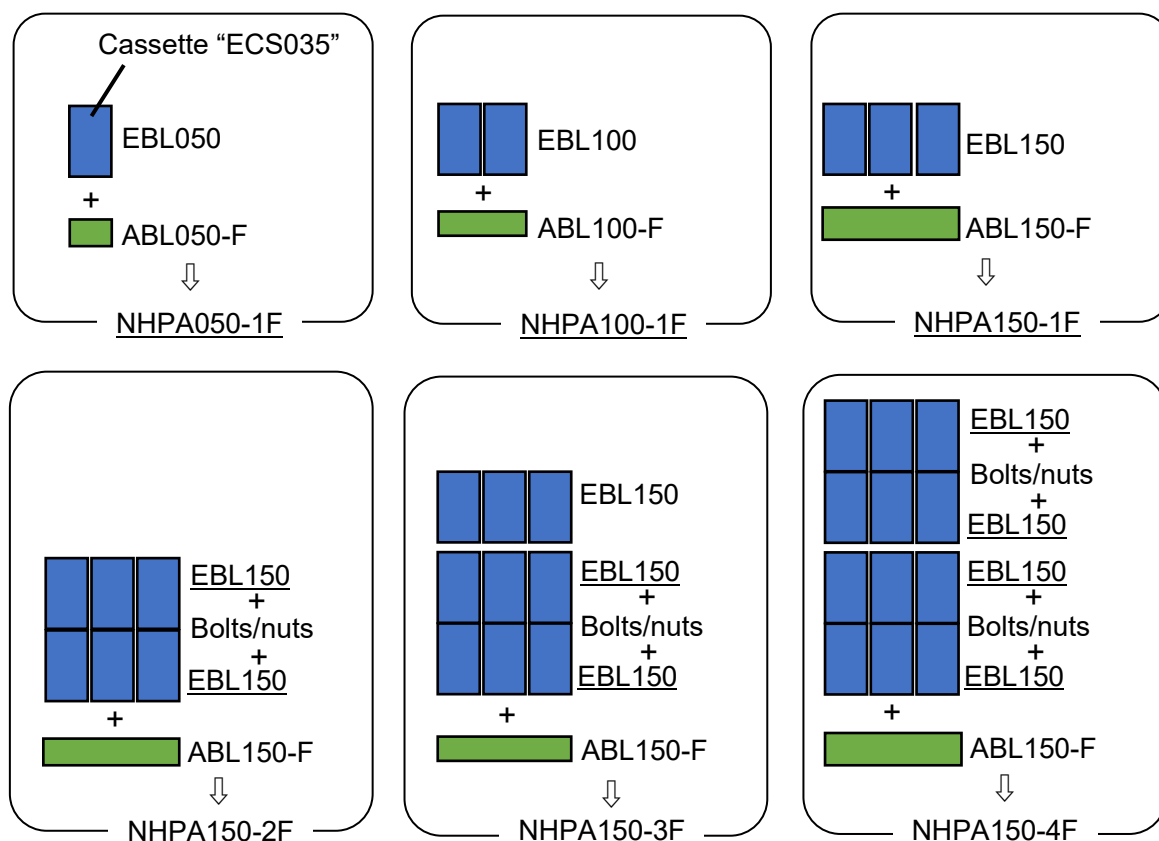 Cassette “ECS035”
EBL050
+
ABL050-F
⇩
NHPA050-1F
EBL100
+
ABL100-F
⇩
NHPA100-1F
EBL150
+
ABL150-F
⇩
NHPA150-1F
EBL150
+
Bolts/nuts
+
EBL150
+
ABL150-F
⇩
NHPA150-2F
EBL150
EBL150
+
Bolts/nuts
+
EBL150
+
ABL150-F
⇩
NHPA150-3F
EBL150
+
Bolts/nuts
+
EBL150
EBL150
+
Bolts/nuts
+
EBL150
+
ABL150-F
⇩
NHPA150-4F